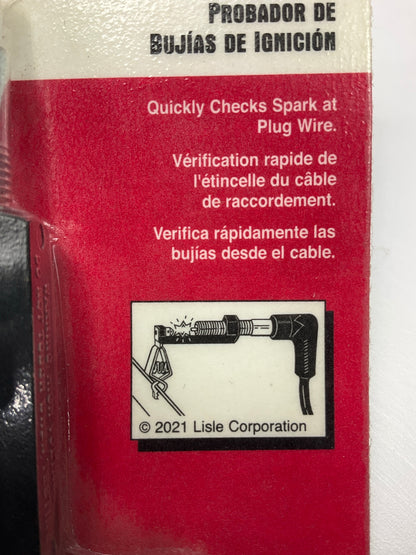 PROBADOR DE
BUJÍAS DE IGNICIÓN
Quickly Checks Spark at
Plug Wire.
Vérification rapide de
l'étincelle du câble
de raccordement.
Verifica rápidamente las
bujías desde el cable.
© 2021 Lisle Corporation